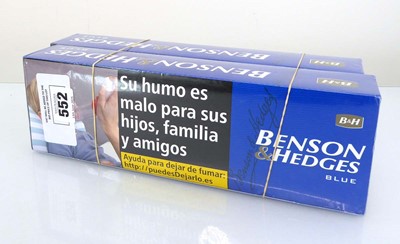 BENSON & HEDGES
552
Su humo es
malo para sus
hijos, familia
y amigos
Ayuda para dejar de fumar:
http://puedesDejarlo.es
B&H
BENSON
& HEDGES
BLUE